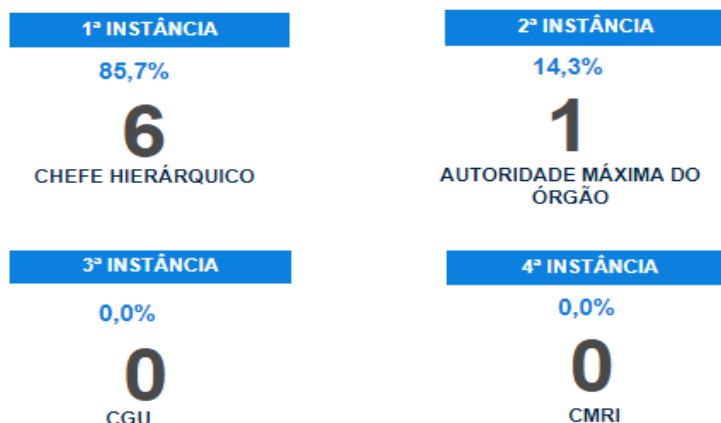 1ª INSTÂNCIA
85,7%
6
CHEFE HIERÁRQUICO
2ª INSTÂNCIA
14,3%
1
AUTORIDADE MÁXIMA DO
ÓRGÃO
3ª INSTÂNCIA
0,0%
0
CGU
4ª INSTÂNCIA
0,0%
0
CMRI